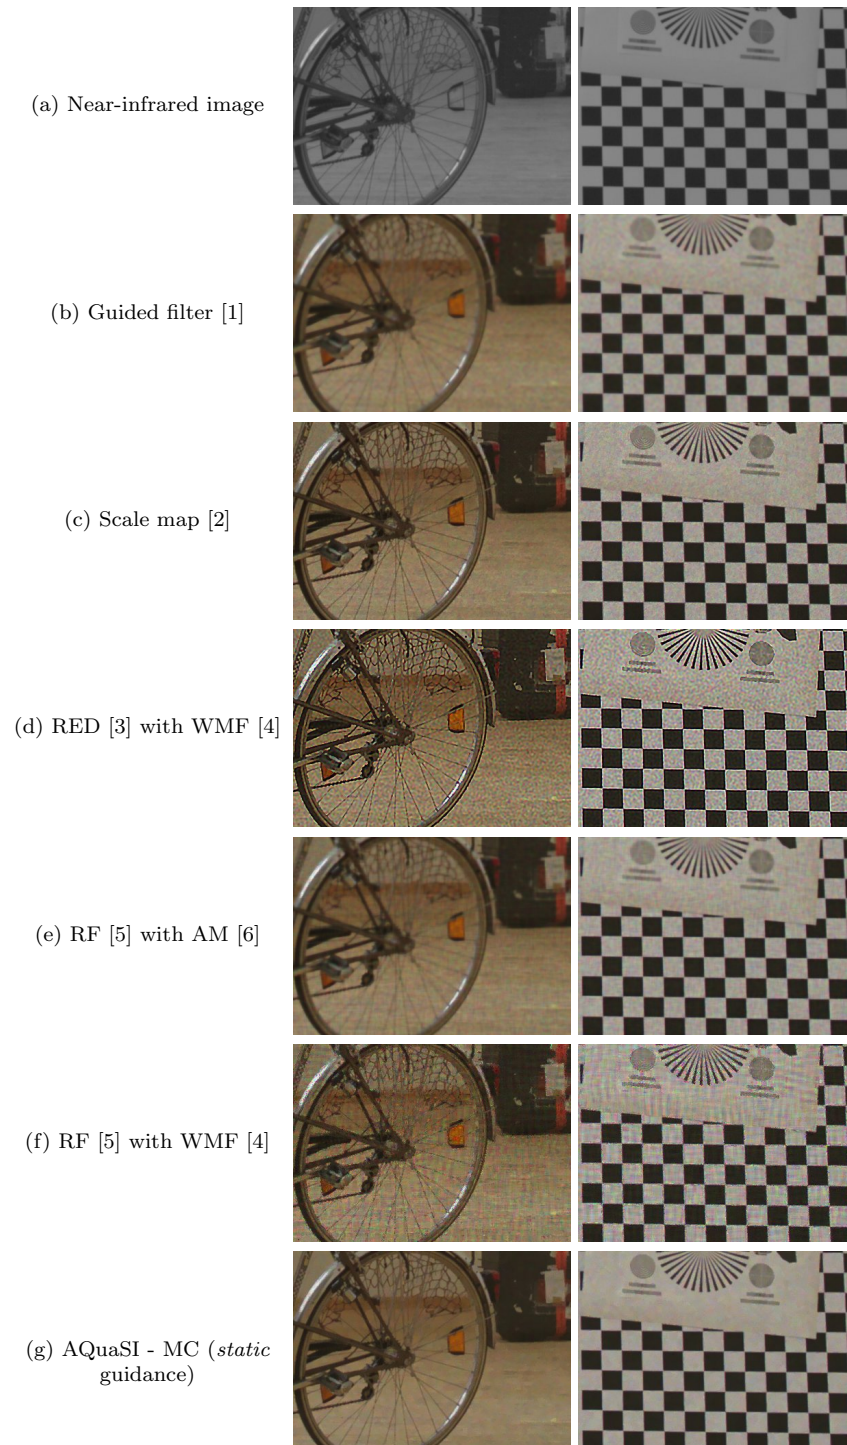 (a) Near-infrared image
(b) Guided filter [1]
(c) Scale map [2]
(d) RED [3] with WMF [4]
(e) RF [5] with AM [6]
(f) RF [5] with WMF [4]
(g) AQuaSI - MC (static
guidance)